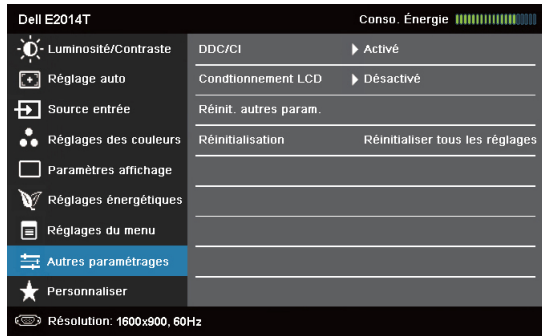 Dell E2014T Conso. Énergie
Luminosité/Contraste DDC/CI Activé
Réglage auto Condtionnement LCD Désactivé
Source entrée Réinit. autres param.
Réglages des couleurs Réinitialisation Réinitialiser tous les réglages
Paramètres affichage
Réglages énergétiques
Réglages du menu
Autres paramétrages
Personnaliser
Résolution: 1600x900, 60Hz